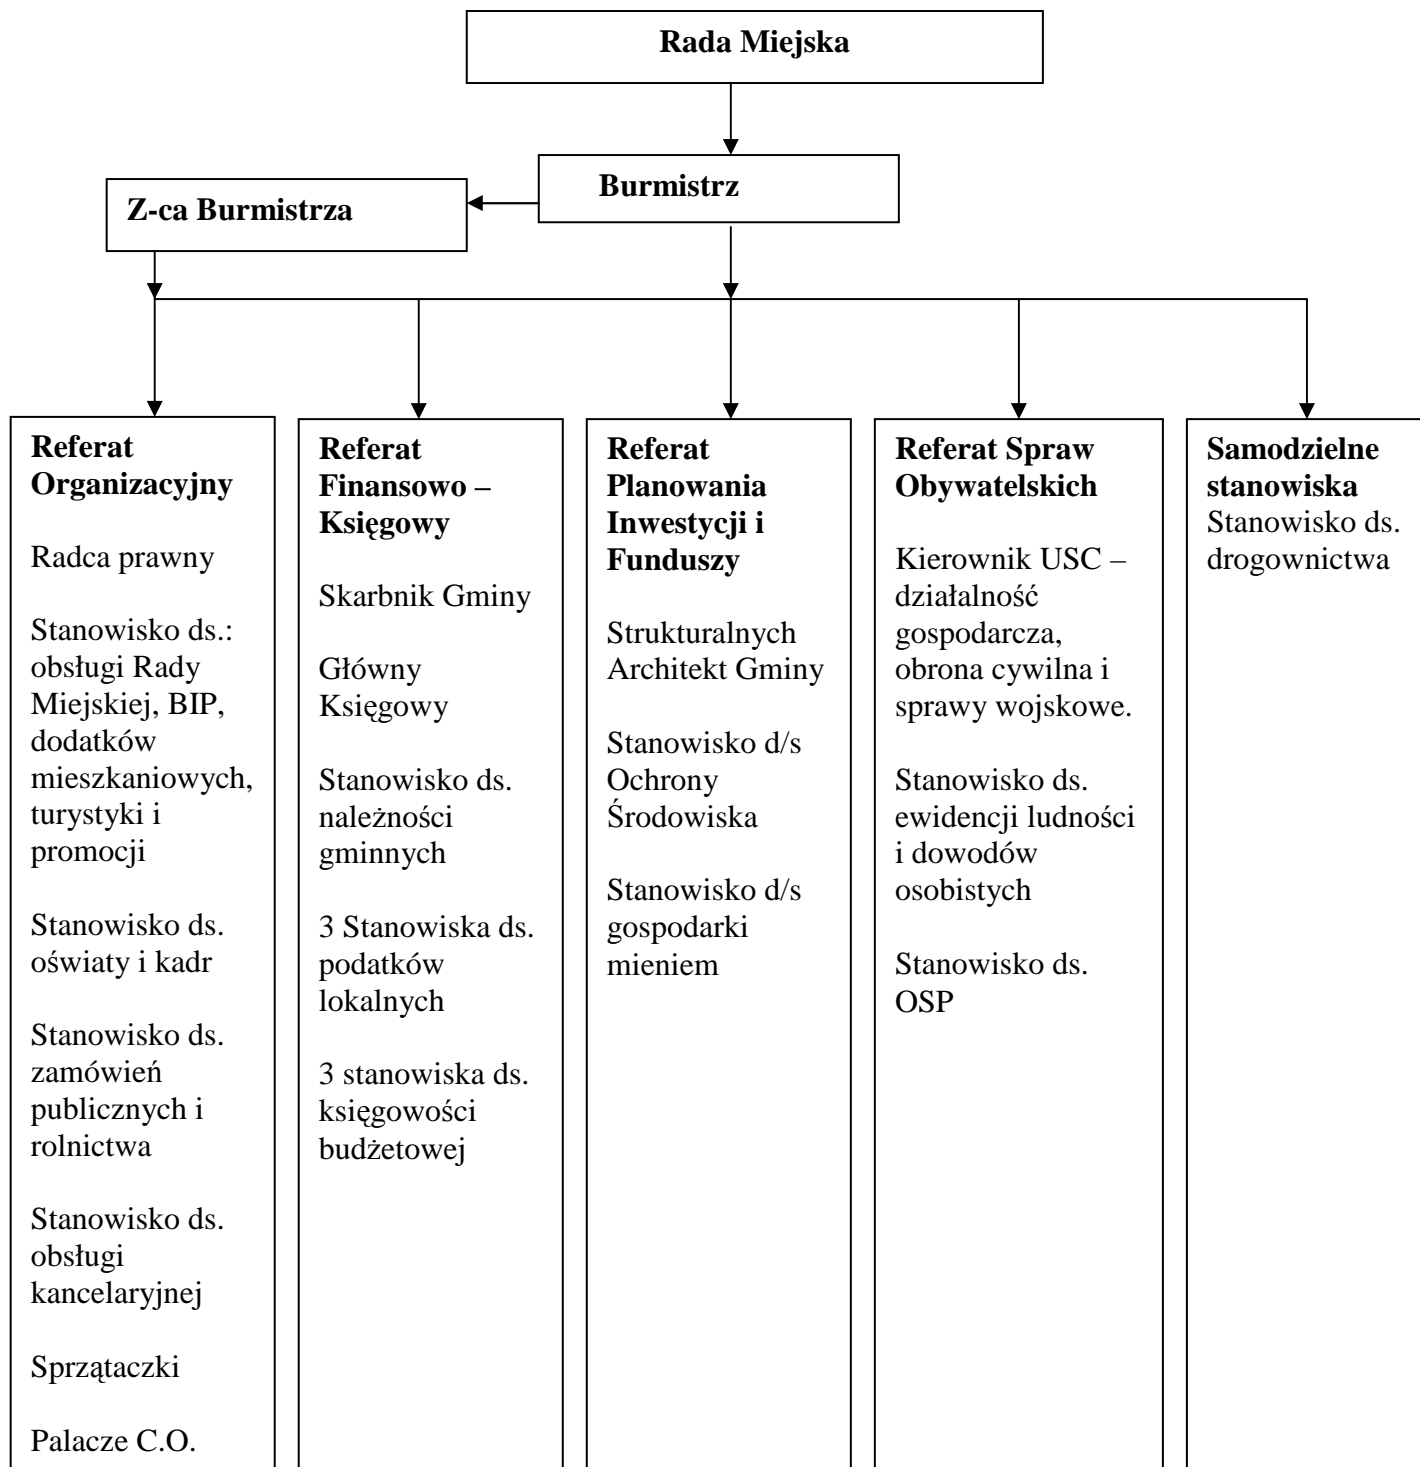 Rada Miejska
Burmistrz
Z-ca Burmistrza
Referat
Organizacyjny
Radca prawny
Stanowisko ds.:
obsługi Rady
Miejskiej, BIP,
dodatków
mieszkaniowych,
turystyki i
promocji
Stanowisko ds.
oświaty i kadr
Stanowisko ds.
zamówień
publicznych i
rolnictwa
Stanowisko ds.
obsługi
kancelaryjnej
Sprzątaczki
Palacze C.O.
Referat
Finansowo –
Księgowy
Skarbnik Gminy
Główny
Księgowy
Stanowisko ds.
należności
gminnych
3 Stanowiska ds.
podatków
lokalnych
3 stanowiska ds.
księgowości
budżetowej
Referat
Planowania
Inwestycji i
Funduszy
Strukturalnych
Architekt Gminy
Stanowisko d/s
Ochrony
Środowiska
Stanowisko d/s
gospodarki
mieniem
Referat Spraw
Obywatelskich
Kierownik USC –
działalność
gospodarcza,
obrona cywilna i
sprawy wojskowe.
Stanowisko ds.
ewidencji ludności
i dowodów
osobistych
Stanowisko ds.
OSP
Samodzielne
stanowiska
Stanowisko ds.
drogownictwa